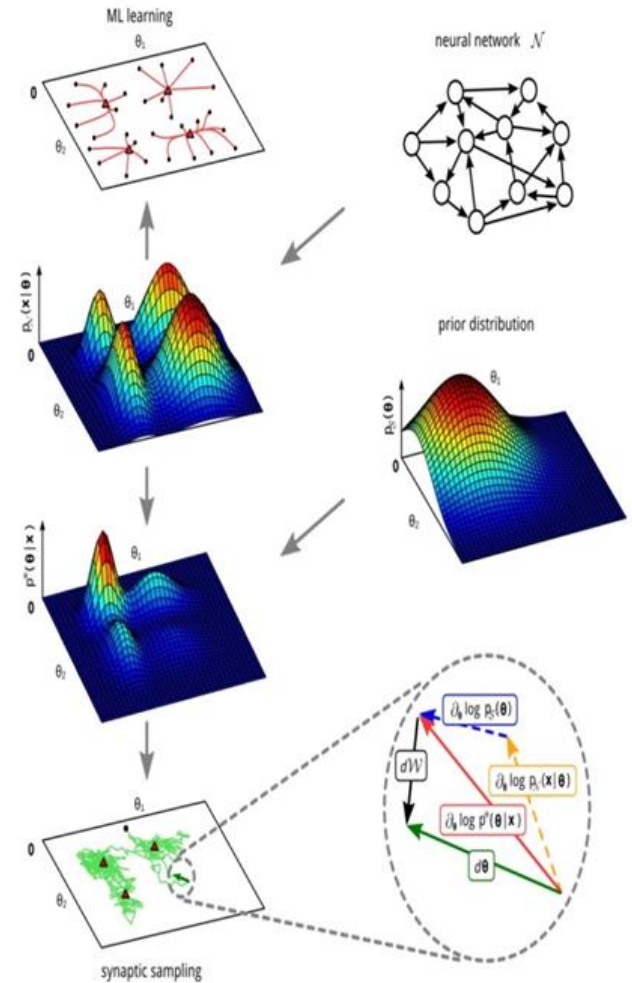 ML learning
θ₁
0
θ₂
neural network 𝒩
p𝒩(x|θ)
θ₁
0
θ₂
prior distribution
p𝒮(θ)
θ₁
0
θ₂
p*(θ|x)
θ₁
0
θ₂
θ₁
0
θ₂
synaptic sampling
∂θ log p𝒮(θ)
d𝒲
∂θ log p𝒩(x|θ)
∂θ log p*(θ|x)
dθ